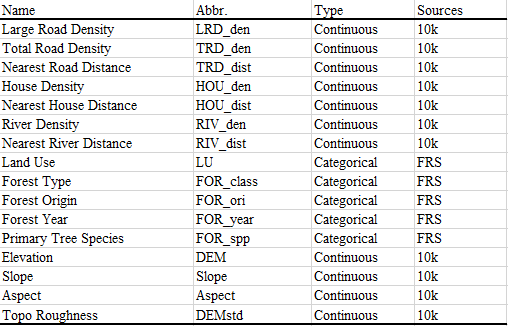 Name Abbr. Type Sources
Large Road Density LRD_den Continuous 10k
Total Road Density TRD_den Continuous 10k
Nearest Road Distance TRD_dist Continuous 10k
House Density HOU_den Continuous 10k
Nearest House Distance HOU_dist Continuous 10k
River Density RIV_den Continuous 10k
Nearest River Distance RIV_dist Continuous 10k
Land Use LU Categorical FRS
Forest Type FOR_class Categorical FRS
Forest Origin FOR_ori Categorical FRS
Forest Year FOR_year Categorical FRS
Primary Tree Species FOR_spp Categorical FRS
Elevation DEM Continuous 10k
Slope Slope Continuous 10k
Aspect Aspect Continuous 10k
Topo Roughness DEMstd Continuous 10k